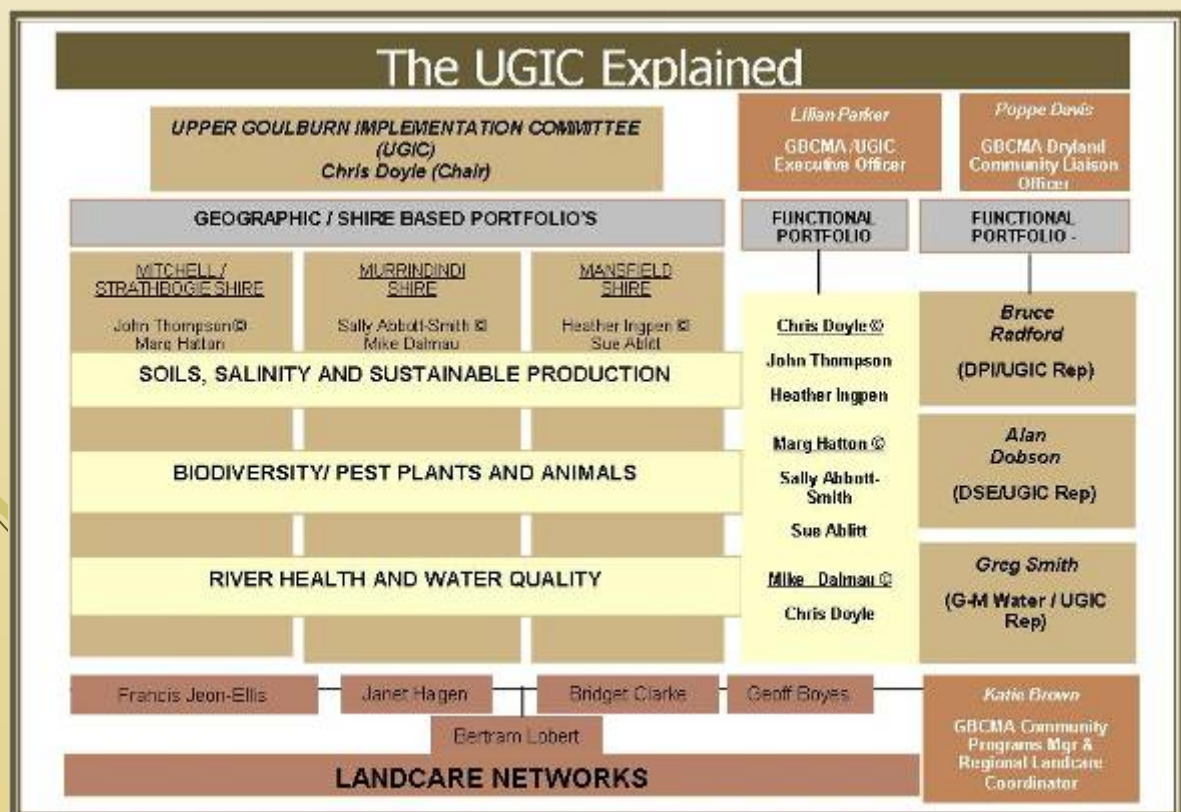 The UGIC Explained
UPPER GOULBURN IMPLEMENTATION COMMITTEE
(UGIC)
Chris Doyle (Chair)
Lilian Parker
GBCMA /UGIC
Executive Officer
Poppe Davis
GBCMA Dryland
Community Liaison
Officer
GEOGRAPHIC / SHIRE BASED PORTFOLIO'S
FUNCTIONAL
PORTFOLIO
FUNCTIONAL
PORTFOLIO -
MITCHELL /
STRATHBOGIE SHIRE
John Thompson©
Marg Hatton
MURRINDINDI
SHIRE
Sally Abbott-Smith ©
Mike Dalmau
MANSFIELD
SHIRE
Heather Ingpen ©
Sue Ablitt
SOILS, SALINITY AND SUSTAINABLE PRODUCTION
BIODIVERSITY/ PEST PLANTS AND ANIMALS
RIVER HEALTH AND WATER QUALITY
Chris Doyle©
John Thompson
Heather Ingpen
Marg Hatton ©
Sally Abbott-
Smith
Sue Ablitt
Mike Dalmau ©
Chris Doyle
Bruce
Radford
(DPI/UGIC Rep)
Alan
Dobson
(DSE/UGIC Rep)
Greg Smith
(G-M Water / UGIC
Rep)
Francis Jeon-Ellis
Janet Hagen
Bridget Clarke
Geoff Boyes
Bertram Lobert
Katie Brown
GBCMA Community
Programs Mgr &
Regional Landcare
Coordinator
LANDCARE NETWORKS